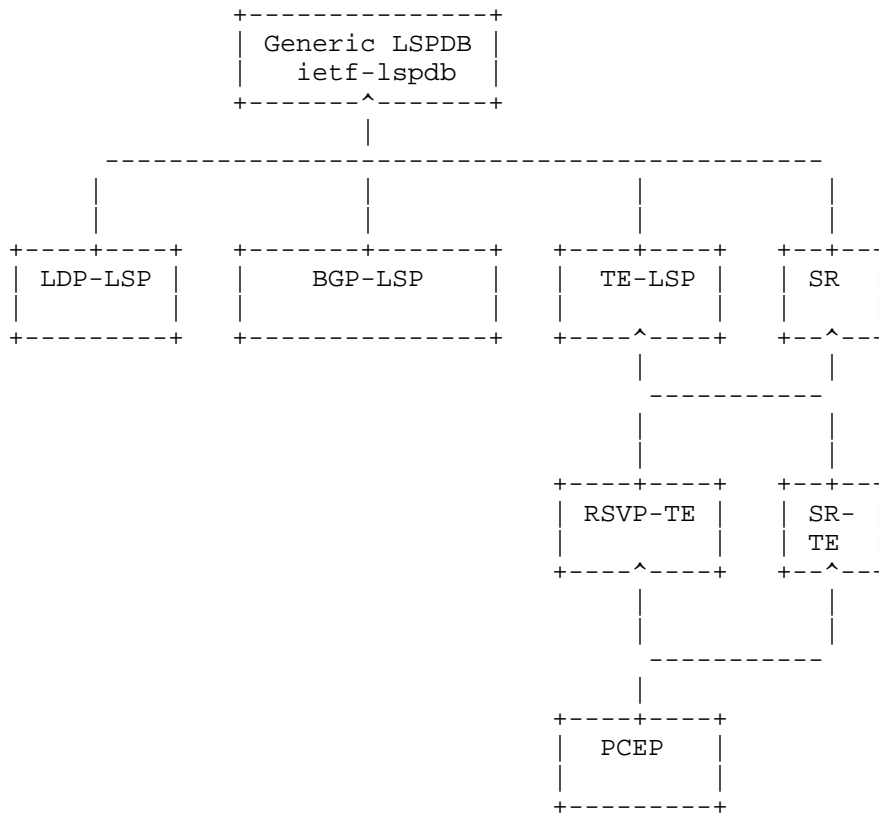 Generic LSPDB
ietf-lspdb
LDP-LSP
BGP-LSP
TE-LSP
SR
RSVP-TE
SR-
TE
PCEP